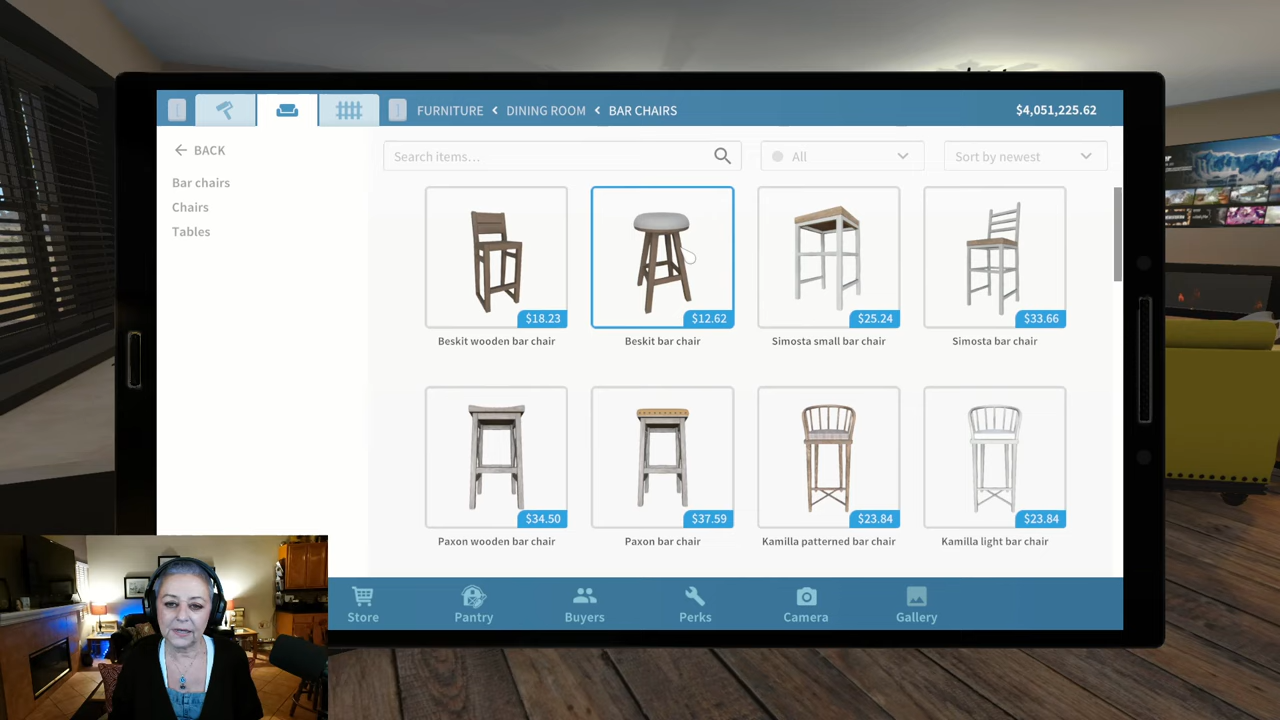 FURNITURE < DINING ROOM < BAR CHAIRS
$4,051,225.62
BACK
Search items...
All
Sort by newest
Bar chairs
Chairs
Tables
$18.23
$12.62
$25.24
$33.66
Beskit wooden bar chair
Beskit bar chair
Simosta small bar chair
Simosta bar chair
$34.50
$37.59
$23.84
$23.84
Paxon wooden bar chair
Paxon bar chair
Kamilla patterned bar chair
Kamilla light bar chair
Store
Pantry
Buyers
Perks
Camera
Gallery